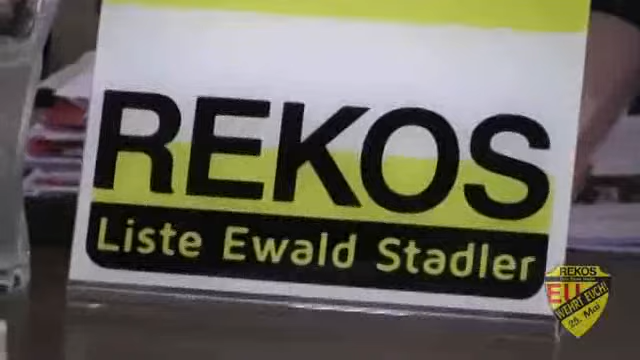 REKOS
Liste Ewald Stadler
REKOS
EU
WEHRT EUCH!
25. Mai